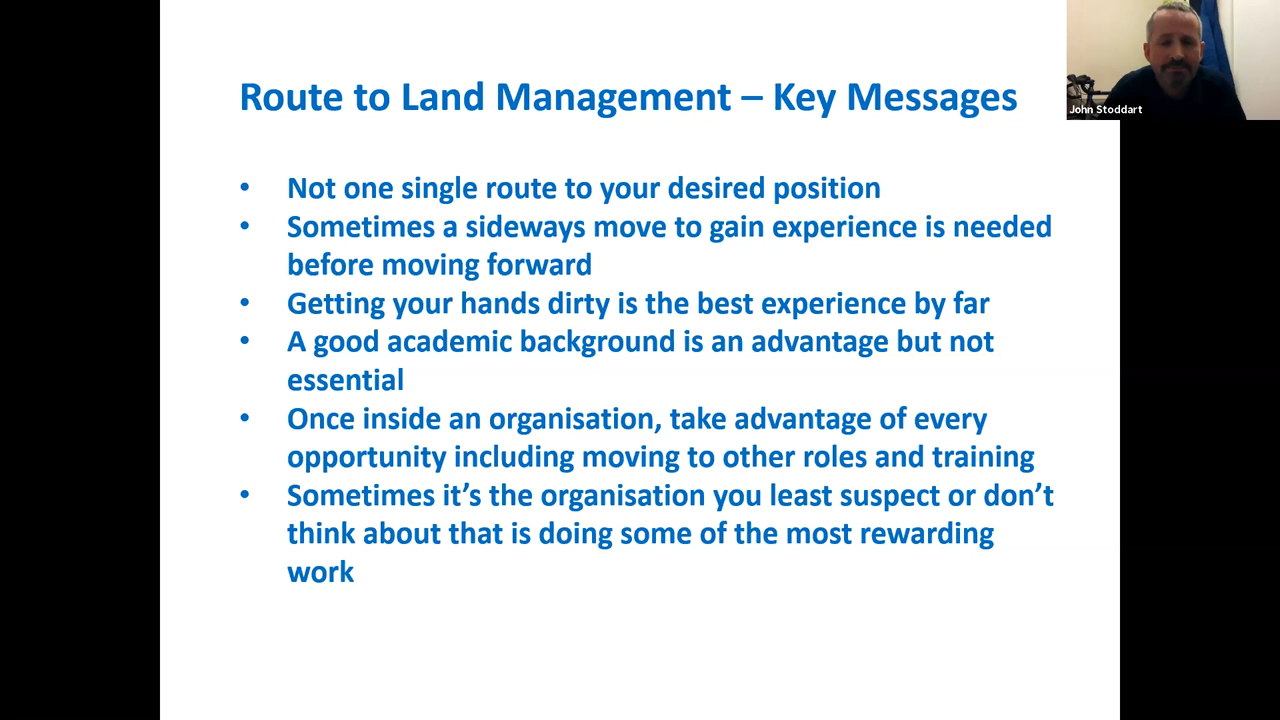 Route to Land Management – Key Messages
John Stoddart
• Not one single route to your desired position
• Sometimes a sideways move to gain experience is needed
before moving forward
• Getting your hands dirty is the best experience by far
• A good academic background is an advantage but not
essential
• Once inside an organisation, take advantage of every
opportunity including moving to other roles and training
• Sometimes it’s the organisation you least suspect or don’t
think about that is doing some of the most rewarding
work